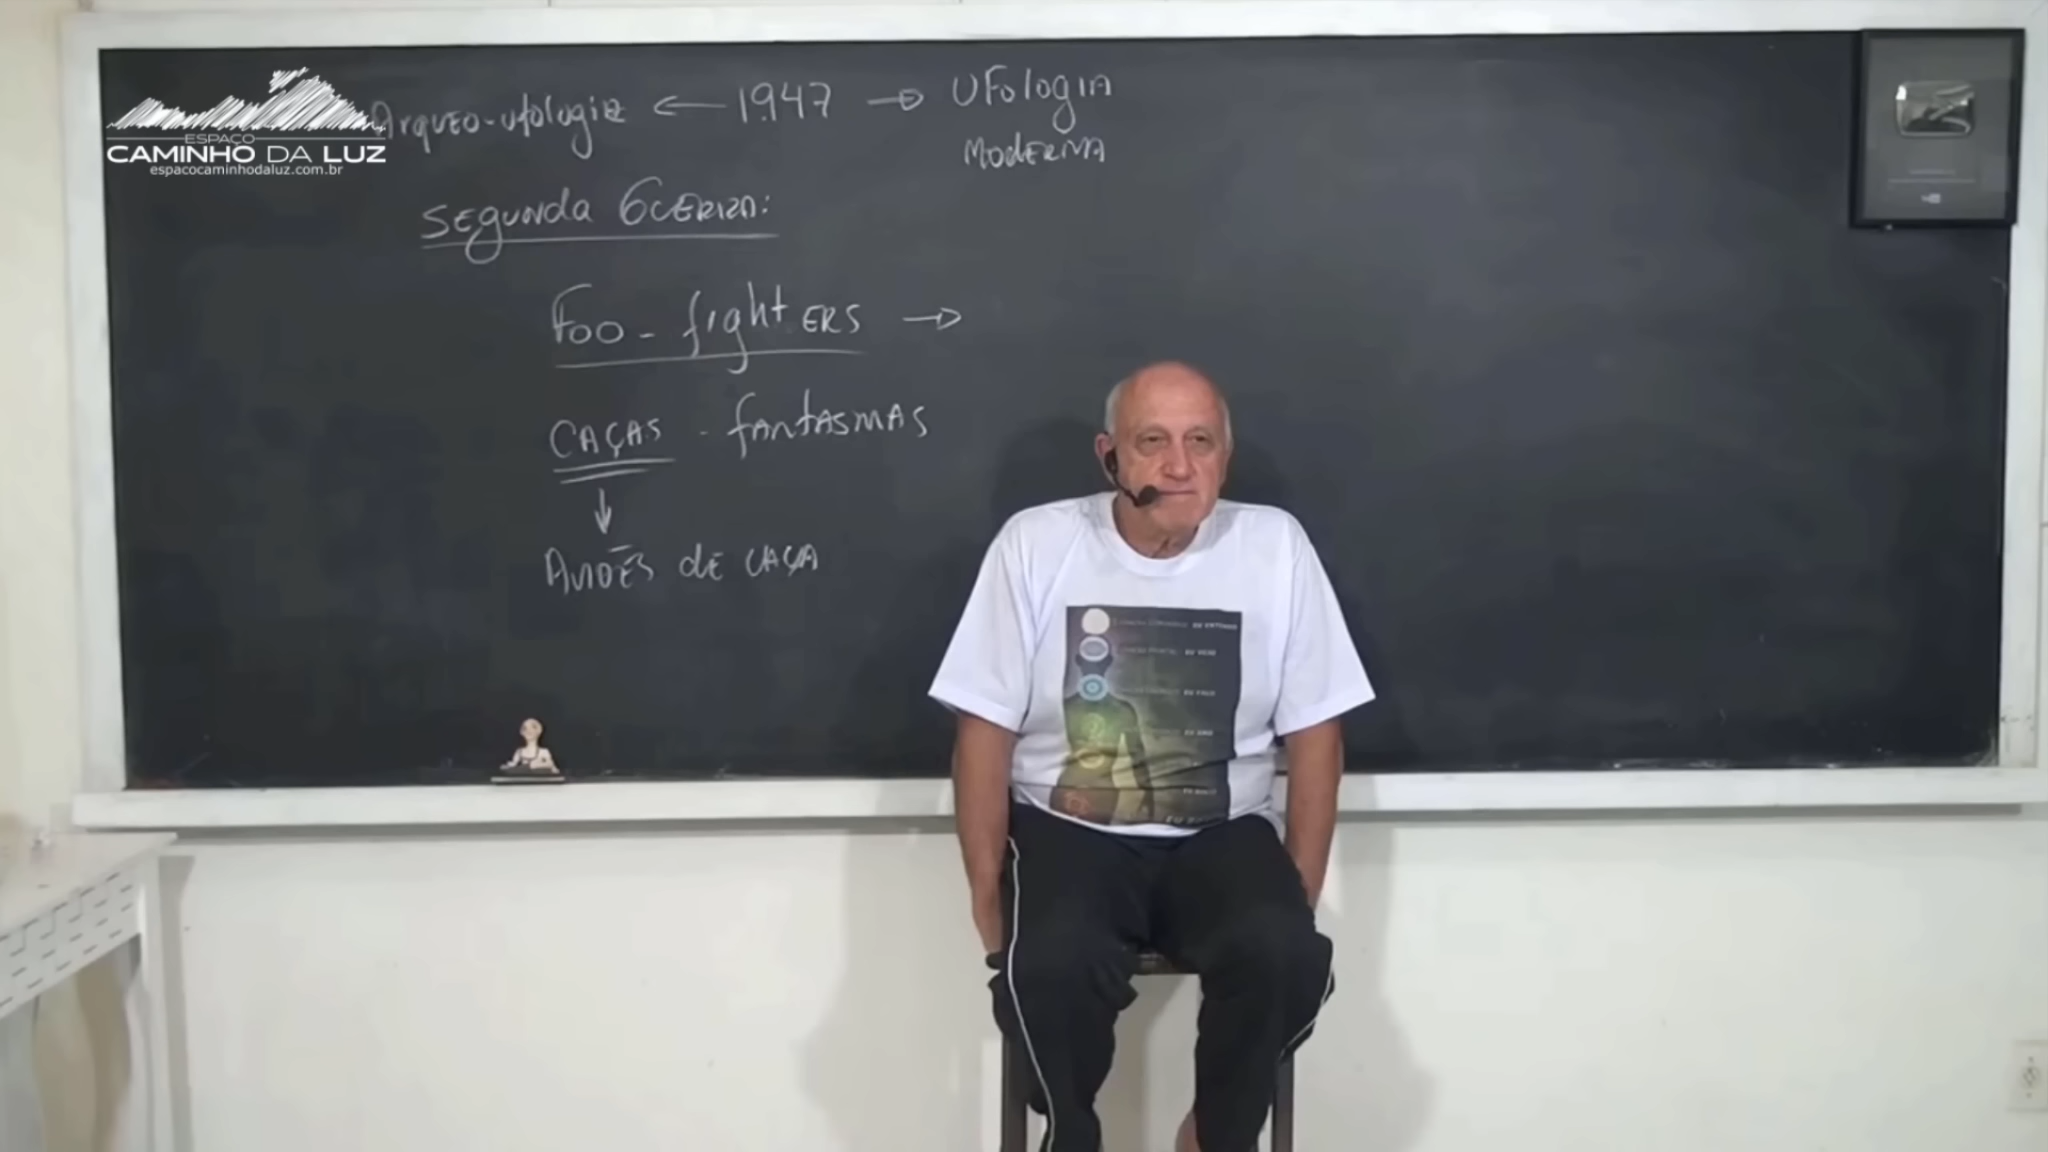 Arqueo-ufologia ← 1947 → UFologIA
ModERNA
ESPAÇO
CAMINHO DA LUZ
espacocaminhodaluz.com.br
SEgunda GUERRA:
Foo - fightERS →
CAÇAS - fANtASMAS
↓
AVIÕES dE CAÇA